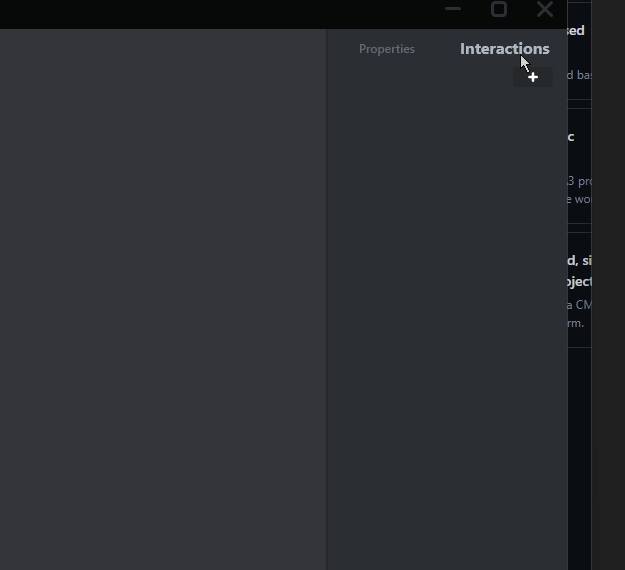 Properties
Interactions
+
sed
d bas
c
3 pro
e wo
d, si
oject
a CM
rm.